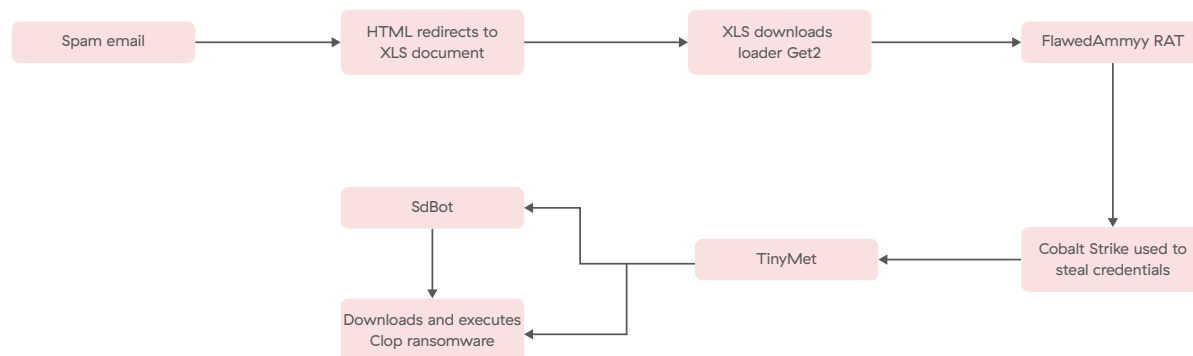 Spam email
HTML redirects to
XLS document
XLS downloads
loader Get2
FlawedAmmyy RAT
Cobalt Strike used to
steal credentials
TinyMet
SdBot
Downloads and executes
Clop ransomware